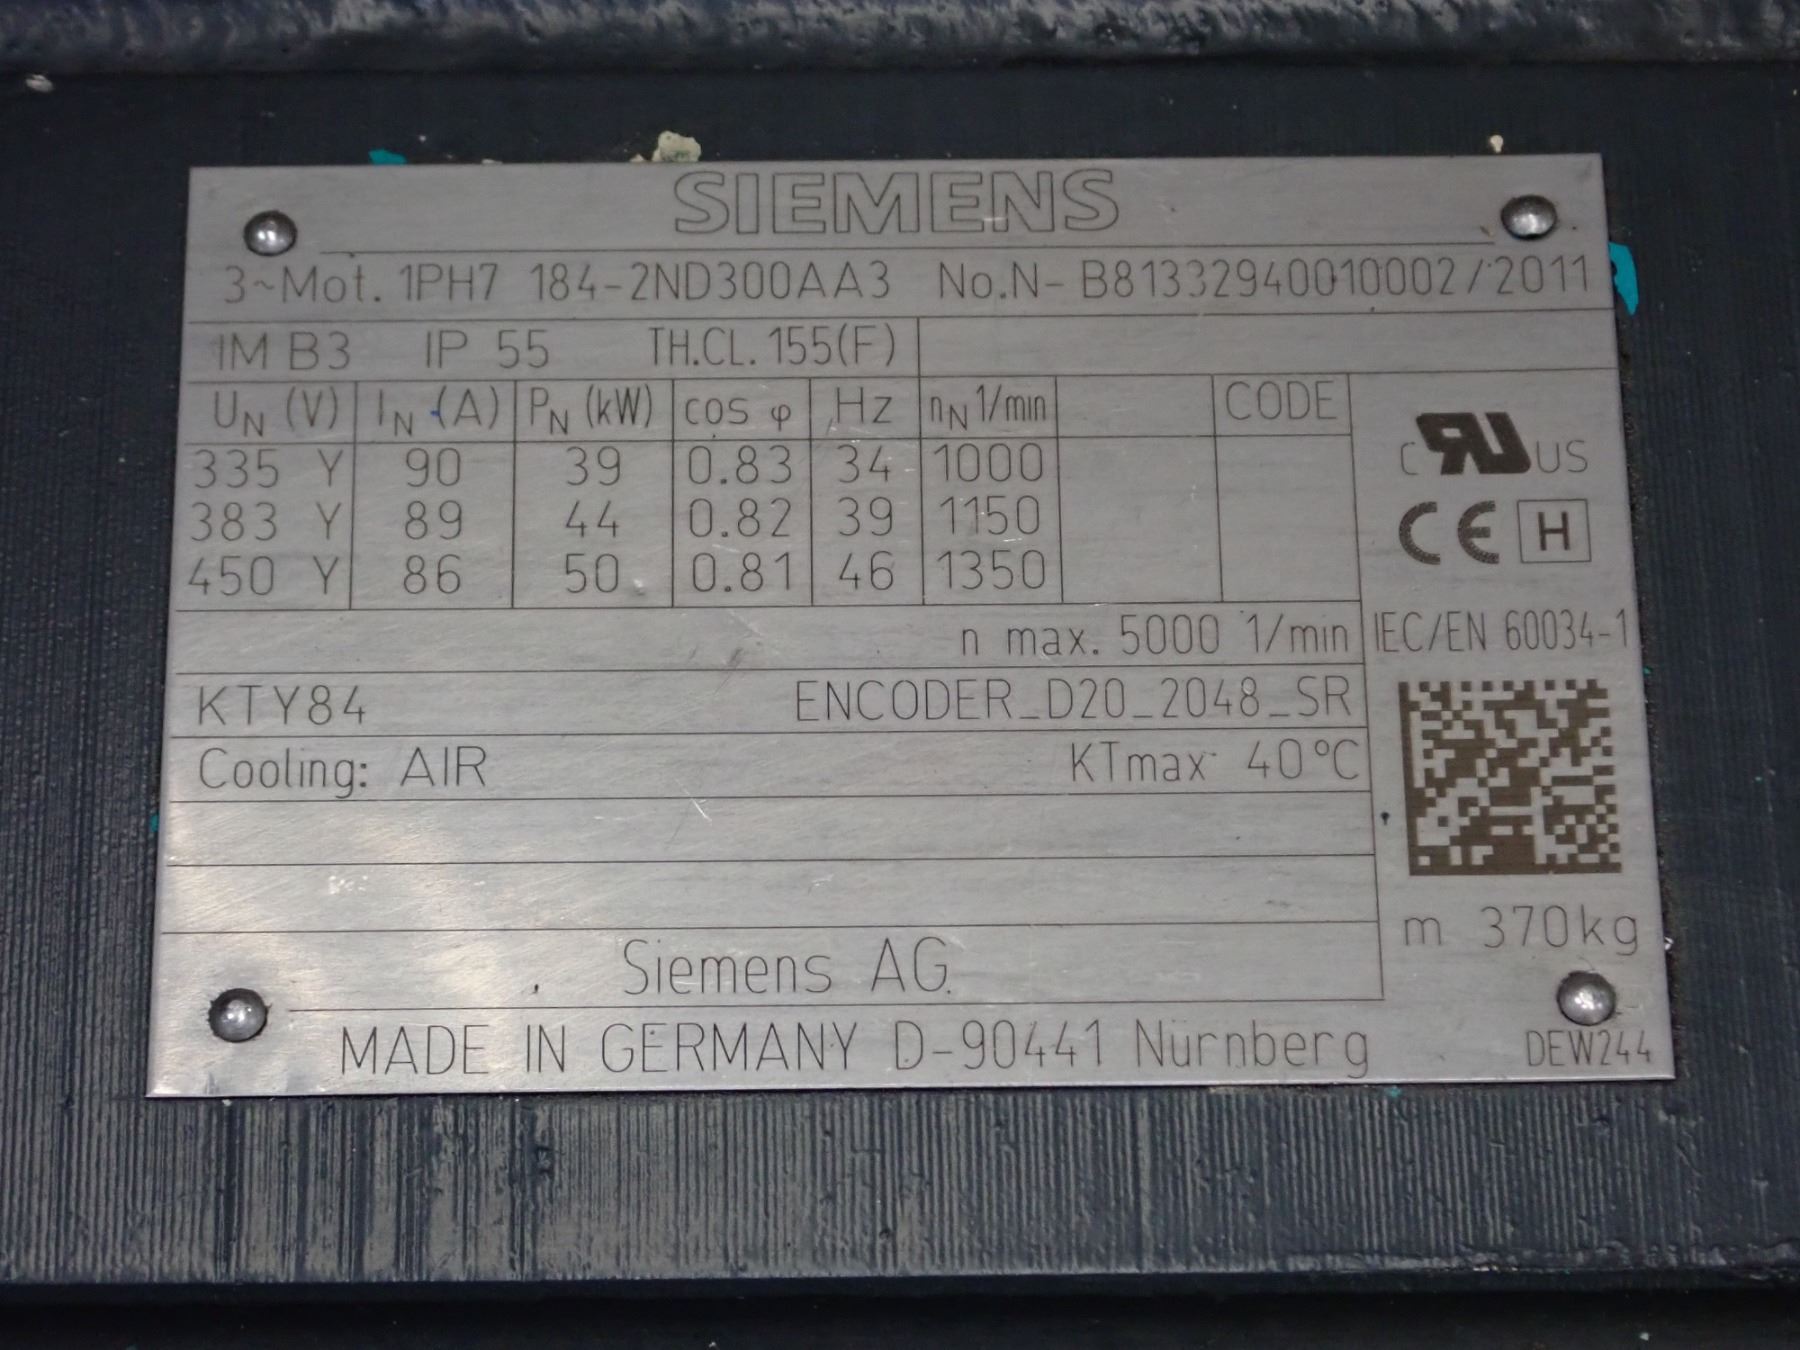 SIEMENS
3~Mot. 1PH7 184-2ND300AA3 No.N- B81332940010002/2011
IM B3 IP 55 TH.CL. 155(F)
UN (V) IN (A) PN (kW) cos φ Hz nN 1/min CODE
335 Y 90 39 0.83 34 1000
383 Y 89 44 0.82 39 1150
450 Y 86 50 0.81 46 1350
c RU US
CE H
n max. 5000 1/min IEC/EN 60034-1
KTY84 ENCODER_D20_2048_SR
Cooling: AIR KTmax 40°C
m 370kg
Siemens AG
MADE IN GERMANY D-90441 Nürnberg DEW244